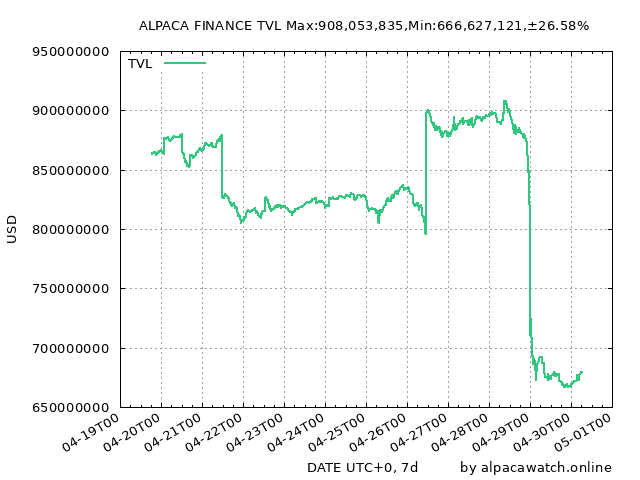 ALPACA FINANCE TVL Max:908,053,835,Min:666,627,121,±26.58%
950000000
TVL
900000000
850000000
800000000
750000000
700000000
650000000
USD
04-19T00
04-20T00
04-21T00
04-22T00
04-23T00
04-24T00
04-25T00
04-26T00
04-27T00
04-28T00
04-29T00
04-30T00
05-01T00
DATE UTC+0, 7d
by alpacawatch.online